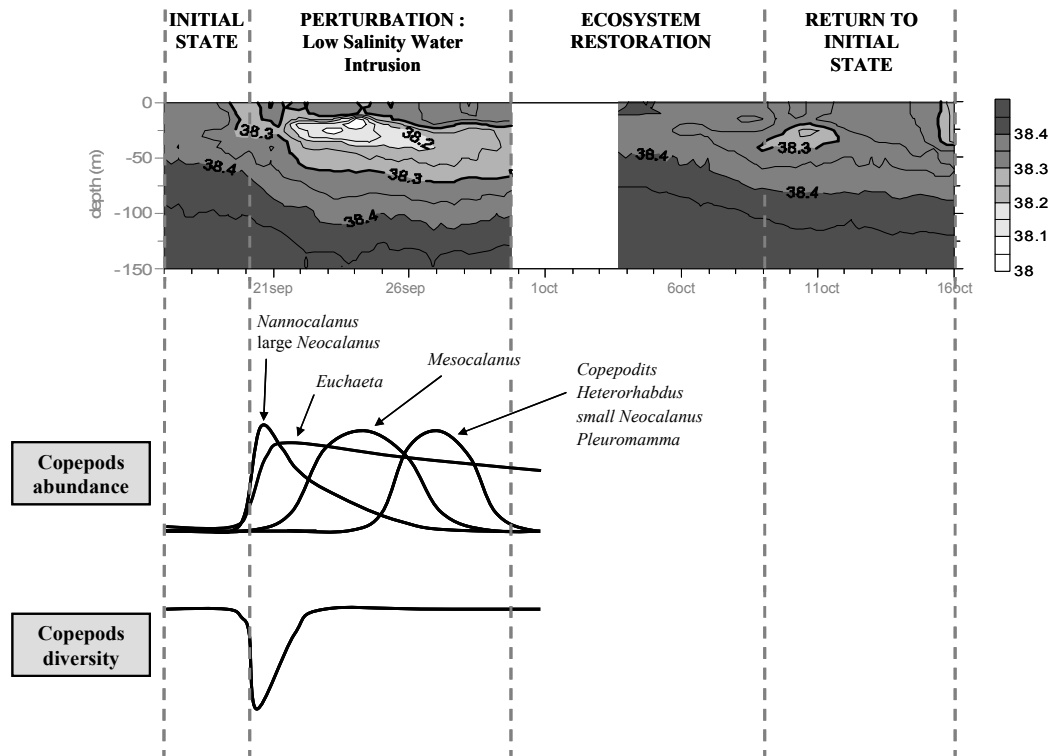 INITIAL
STATE
PERTURBATION :
Low Salinity Water
Intrusion
ECOSYSTEM
RESTORATION
RETURN TO
INITIAL
STATE
0
-50
-100
-150
depth (m)
38.3
38.2
38.4
38.3
38.4
38.4
38.3
38.4
38.4
38.3
38.2
38.1
38
21sep
26sep
1oct
6oct
11oct
16oct
Nannocalanus
large Neocalanus
Euchaeta
Mesocalanus
Copepodits
Heterorhabdus
small Neocalanus
Pleuromamma
Copepods
abundance
Copepods
diversity